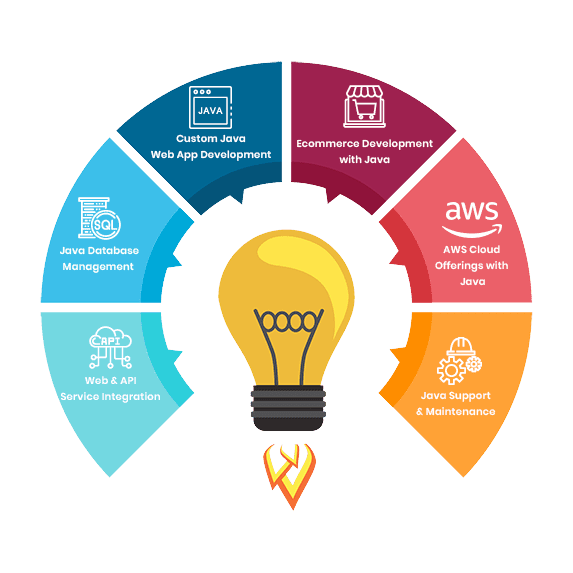 JAVA
Custom Java
Web App Development
Ecommerce Development
with Java
SQL
Java Database
Management
aws
AWS Cloud
Offerings with
Java
API
Web & API
Service Integration
Java Support
& Maintenance